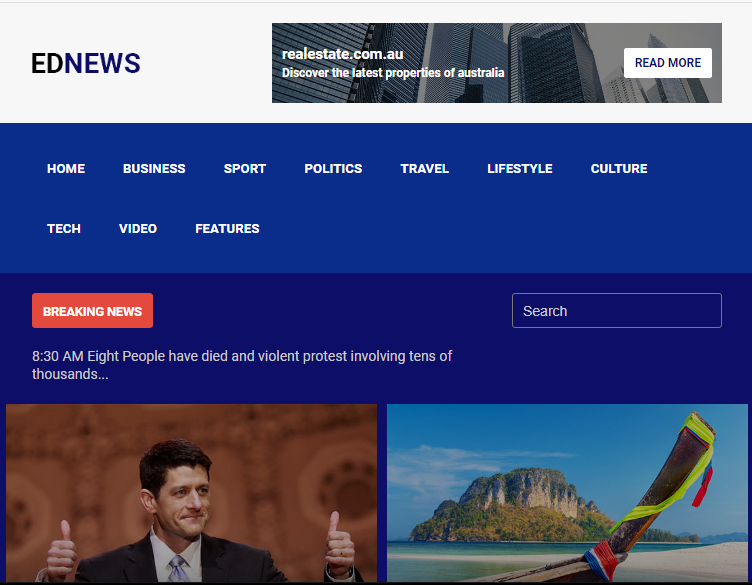 EDNEWS
realestate.com.au
Discover the latest properties of australia
READ MORE
HOME BUSINESS SPORT POLITICS TRAVEL LIFESTYLE CULTURE
TECH VIDEO FEATURES
BREAKING NEWS
Search
8:30 AM Eight People have died and violent protest involving tens of
thousands...